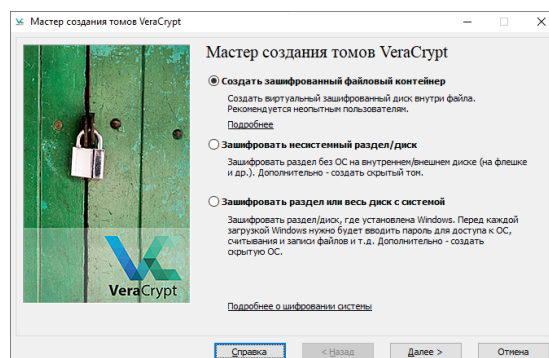 Мастер создания томов VeraCrypt
Мастер создания томов VeraCrypt
Создать зашифрованный файловый контейнер
Создать виртуальный зашифрованный диск внутри файла.
Рекомендуется неопытным пользователям.
Подробнее
Зашифровать несистемный раздел/диск
Зашифровать раздел без ОС на внутреннем/внешнем диске (на флешке
и др.). Дополнительно - создать скрытый том.
Зашифровать раздел или весь диск с системой
Зашифровать раздел/диск, где установлена Windows. Перед каждой
загрузкой Windows нужно будет вводить пароль для доступа к ОС,
считывания и записи файлов и т.д. Дополнительно - создать
скрытую ОС.
VeraCrypt
Подробнее о шифровании системы
Справка
< Назад
Далее >
Отмена